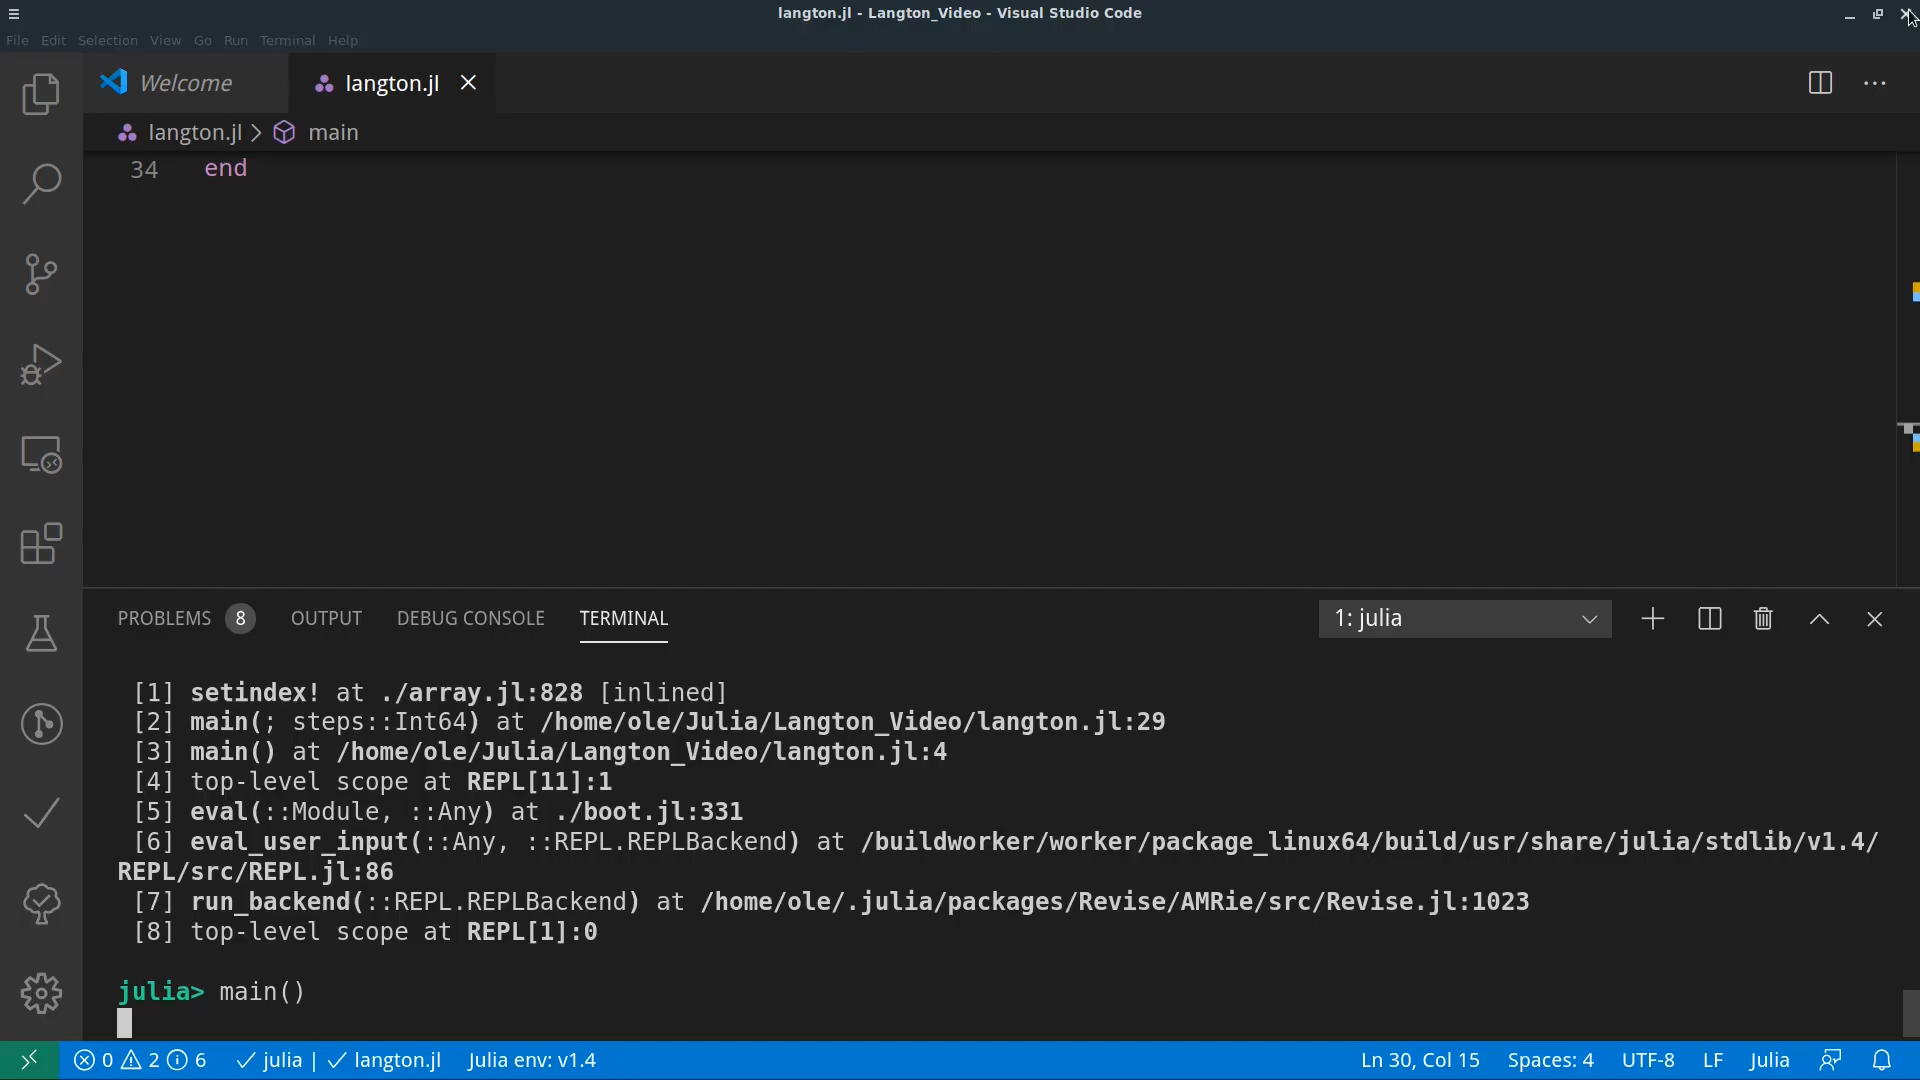 langton.jl - Langton_Video - Visual Studio Code
File Edit Selection View Go Run Terminal Help
Welcome langton.jl
langton.jl > main
34 end
PROBLEMS 8 OUTPUT DEBUG CONSOLE TERMINAL 1: julia
[1] setindex! at ./array.jl:828 [inlined]
[2] main(; steps::Int64) at /home/ole/Julia/Langton_Video/langton.jl:29
[3] main() at /home/ole/Julia/Langton_Video/langton.jl:4
[4] top-level scope at REPL[11]:1
[5] eval(::Module, ::Any) at ./boot.jl:331
[6] eval_user_input(::Any, ::REPL.REPLBackend) at /buildworker/worker/package_linux64/build/usr/share/julia/stdlib/v1.4/
REPL/src/REPL.jl:86
[7] run_backend(::REPL.REPLBackend) at /home/ole/.julia/packages/Revise/AMRie/src/Revise.jl:1023
[8] top-level scope at REPL[1]:0
julia> main()
0 2 6 julia | langton.jl Julia env: v1.4 Ln 30, Col 15 Spaces: 4 UTF-8 LF Julia